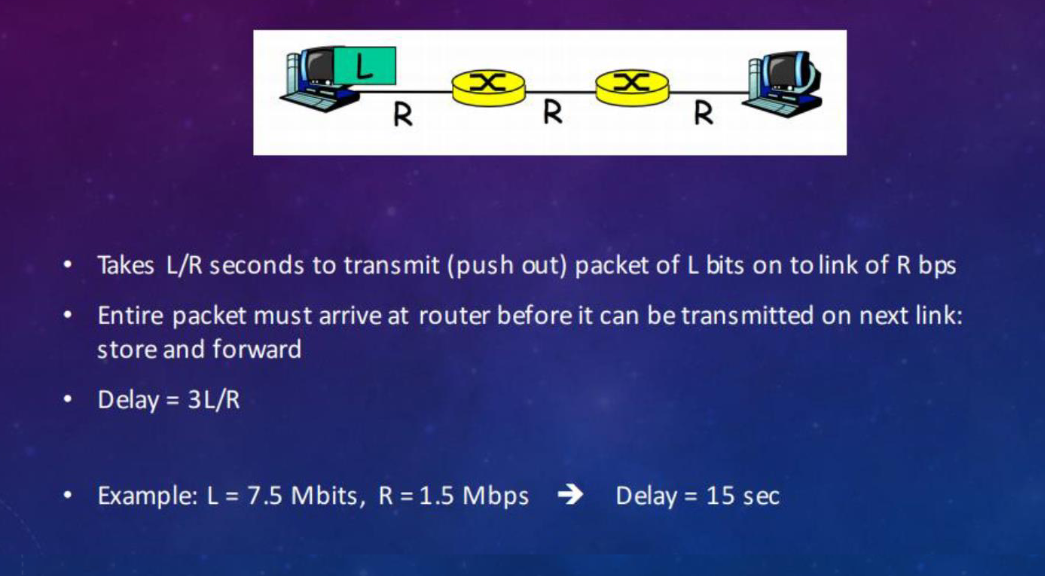 L
R R R
• Takes L/R seconds to transmit (push out) packet of L bits on to link of R bps
• Entire packet must arrive at router before it can be transmitted on next link:
store and forward
• Delay = 3L/R
• Example: L = 7.5 Mbits, R = 1.5 Mbps ➔ Delay = 15 sec